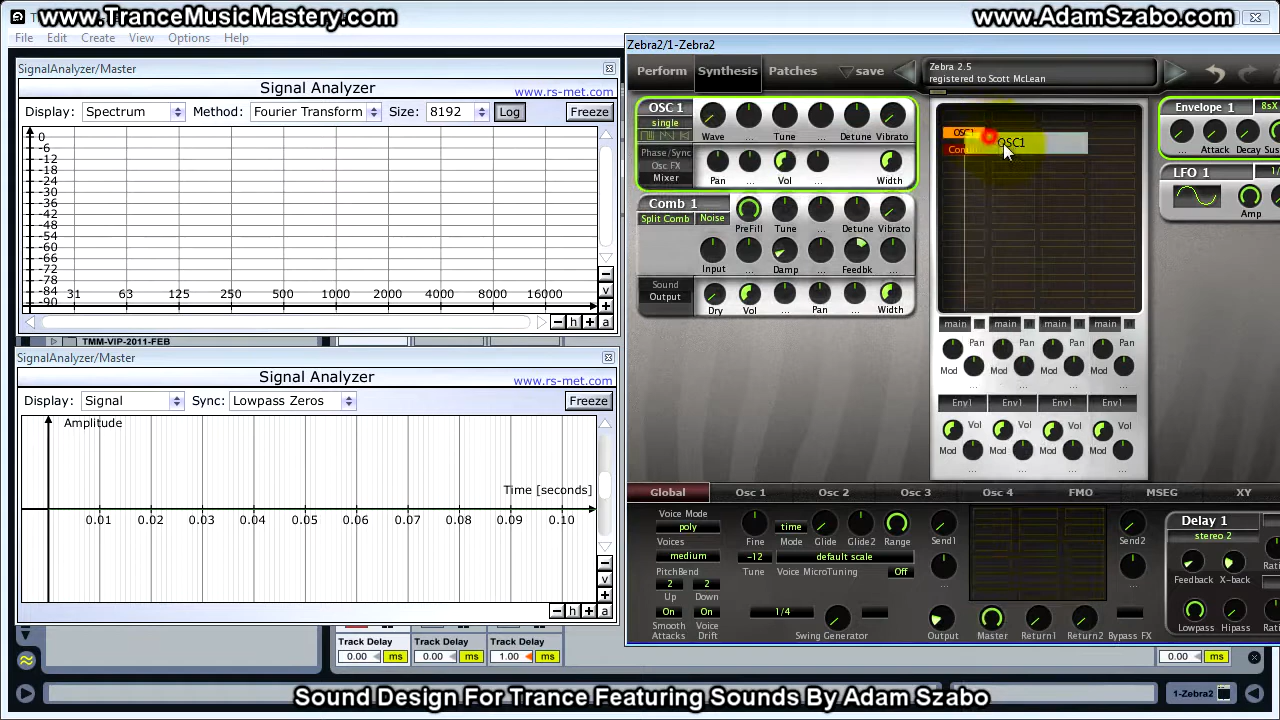 www.TranceMusicMastery.com
www.AdamSzabo.com
File Edit Create View Options Help
SignalAnalyzer/Master
Signal Analyzer
www.rs-met.com
Display: Spectrum Method: Fourier Transform Size: 8192 Log Freeze
0
-6
-12
-18
-24
-30
-36
-42
-48
-54
-60
-66
-72
-78
-84
-90
31 63 125 250 500 1000 2000 4000 8000 16000
- h + a
v
TMM-VIP-2011-FEB
SignalAnalyzer/Master
Signal Analyzer
www.rs-met.com
Display: Signal Sync: Lowpass Zeros Freeze
Amplitude
Time [seconds]
0.01 0.02 0.03 0.04 0.05 0.06 0.07 0.08 0.09 0.10
v
- h + a
Track Delay Track Delay Track Delay
0.00 ms 0.00 ms 1.00 ms
0.00 ms
Zebra2/1-Zebra2
Perform Synthesis Patches save
Zebra 2.5
registered to Scott McLean
OSC 1
single
Wave ... Tune ... Detune Vibrato
Phase/Sync
Osc FX
Mixer
Pan ... Vol ... Width
Comb 1
Split Comb Noise
PreFill Tune ... Detune Vibrato
Input ... Damp ... Feedbk ...
Sound
Output
Dry Vol ... Pan ... Width
OSC1
OSC1
main main main main
Pan Pan Pan Pan
Mod Mod Mod Mod
Env1 Env1 Env1 Env1
Vol Vol Vol Vol
Mod Mod Mod Mod
Envelope 1 8sX
... Attack Decay Sus
LFO 1
Amp
Global Osc 1 Osc 2 Osc 3 Osc 4 FMO MSEG XY
Voice Mode
poly
Voices
medium
PitchBend
2 2
Up Down
On On
Smooth Attacks Voice Drift
Fine Mode Glide Glide2 Range
time
-12 default scale
Tune Voice MicroTuning Off
1/4
Swing Generator
Send1
...
Output Master Return1 Return2 Bypass FX
Send2
...
Delay 1
stereo 2
Feedback X-back
Lowpass Hipass
1-Zebra2
Sound Design For Trance Featuring Sounds By Adam Szabo